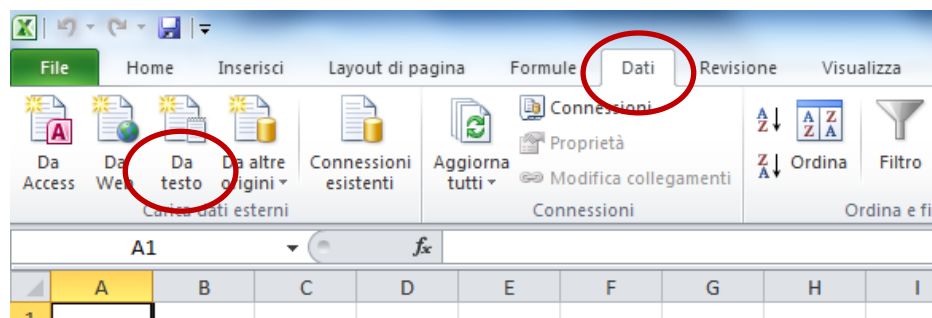 File Home Inserisci Layout di pagina Formule Dati Revisione Visualizza
Da Access
Da Web
Da testo
Da altre origini
Connessioni esistenti
Carica dati esterni
Aggiorna tutti
Connessioni
Proprietà
Modifica collegamenti
Connessioni
A
Z
Z
A
A Z
Z A
Ordina
Filtro
Ordina e fi
A1
fx
A B C D E F G H I
1